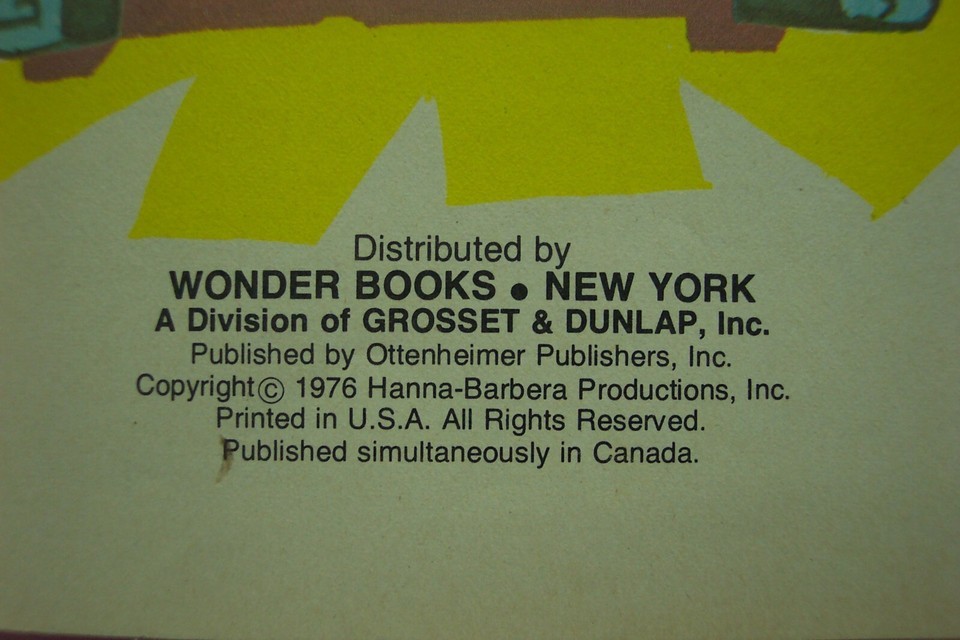 Distributed by
WONDER BOOKS • NEW YORK
A Division of GROSSET & DUNLAP, Inc.
Published by Ottenheimer Publishers, Inc.
Copyright © 1976 Hanna-Barbera Productions, Inc.
Printed in U.S.A. All Rights Reserved.
Published simultaneously in Canada.